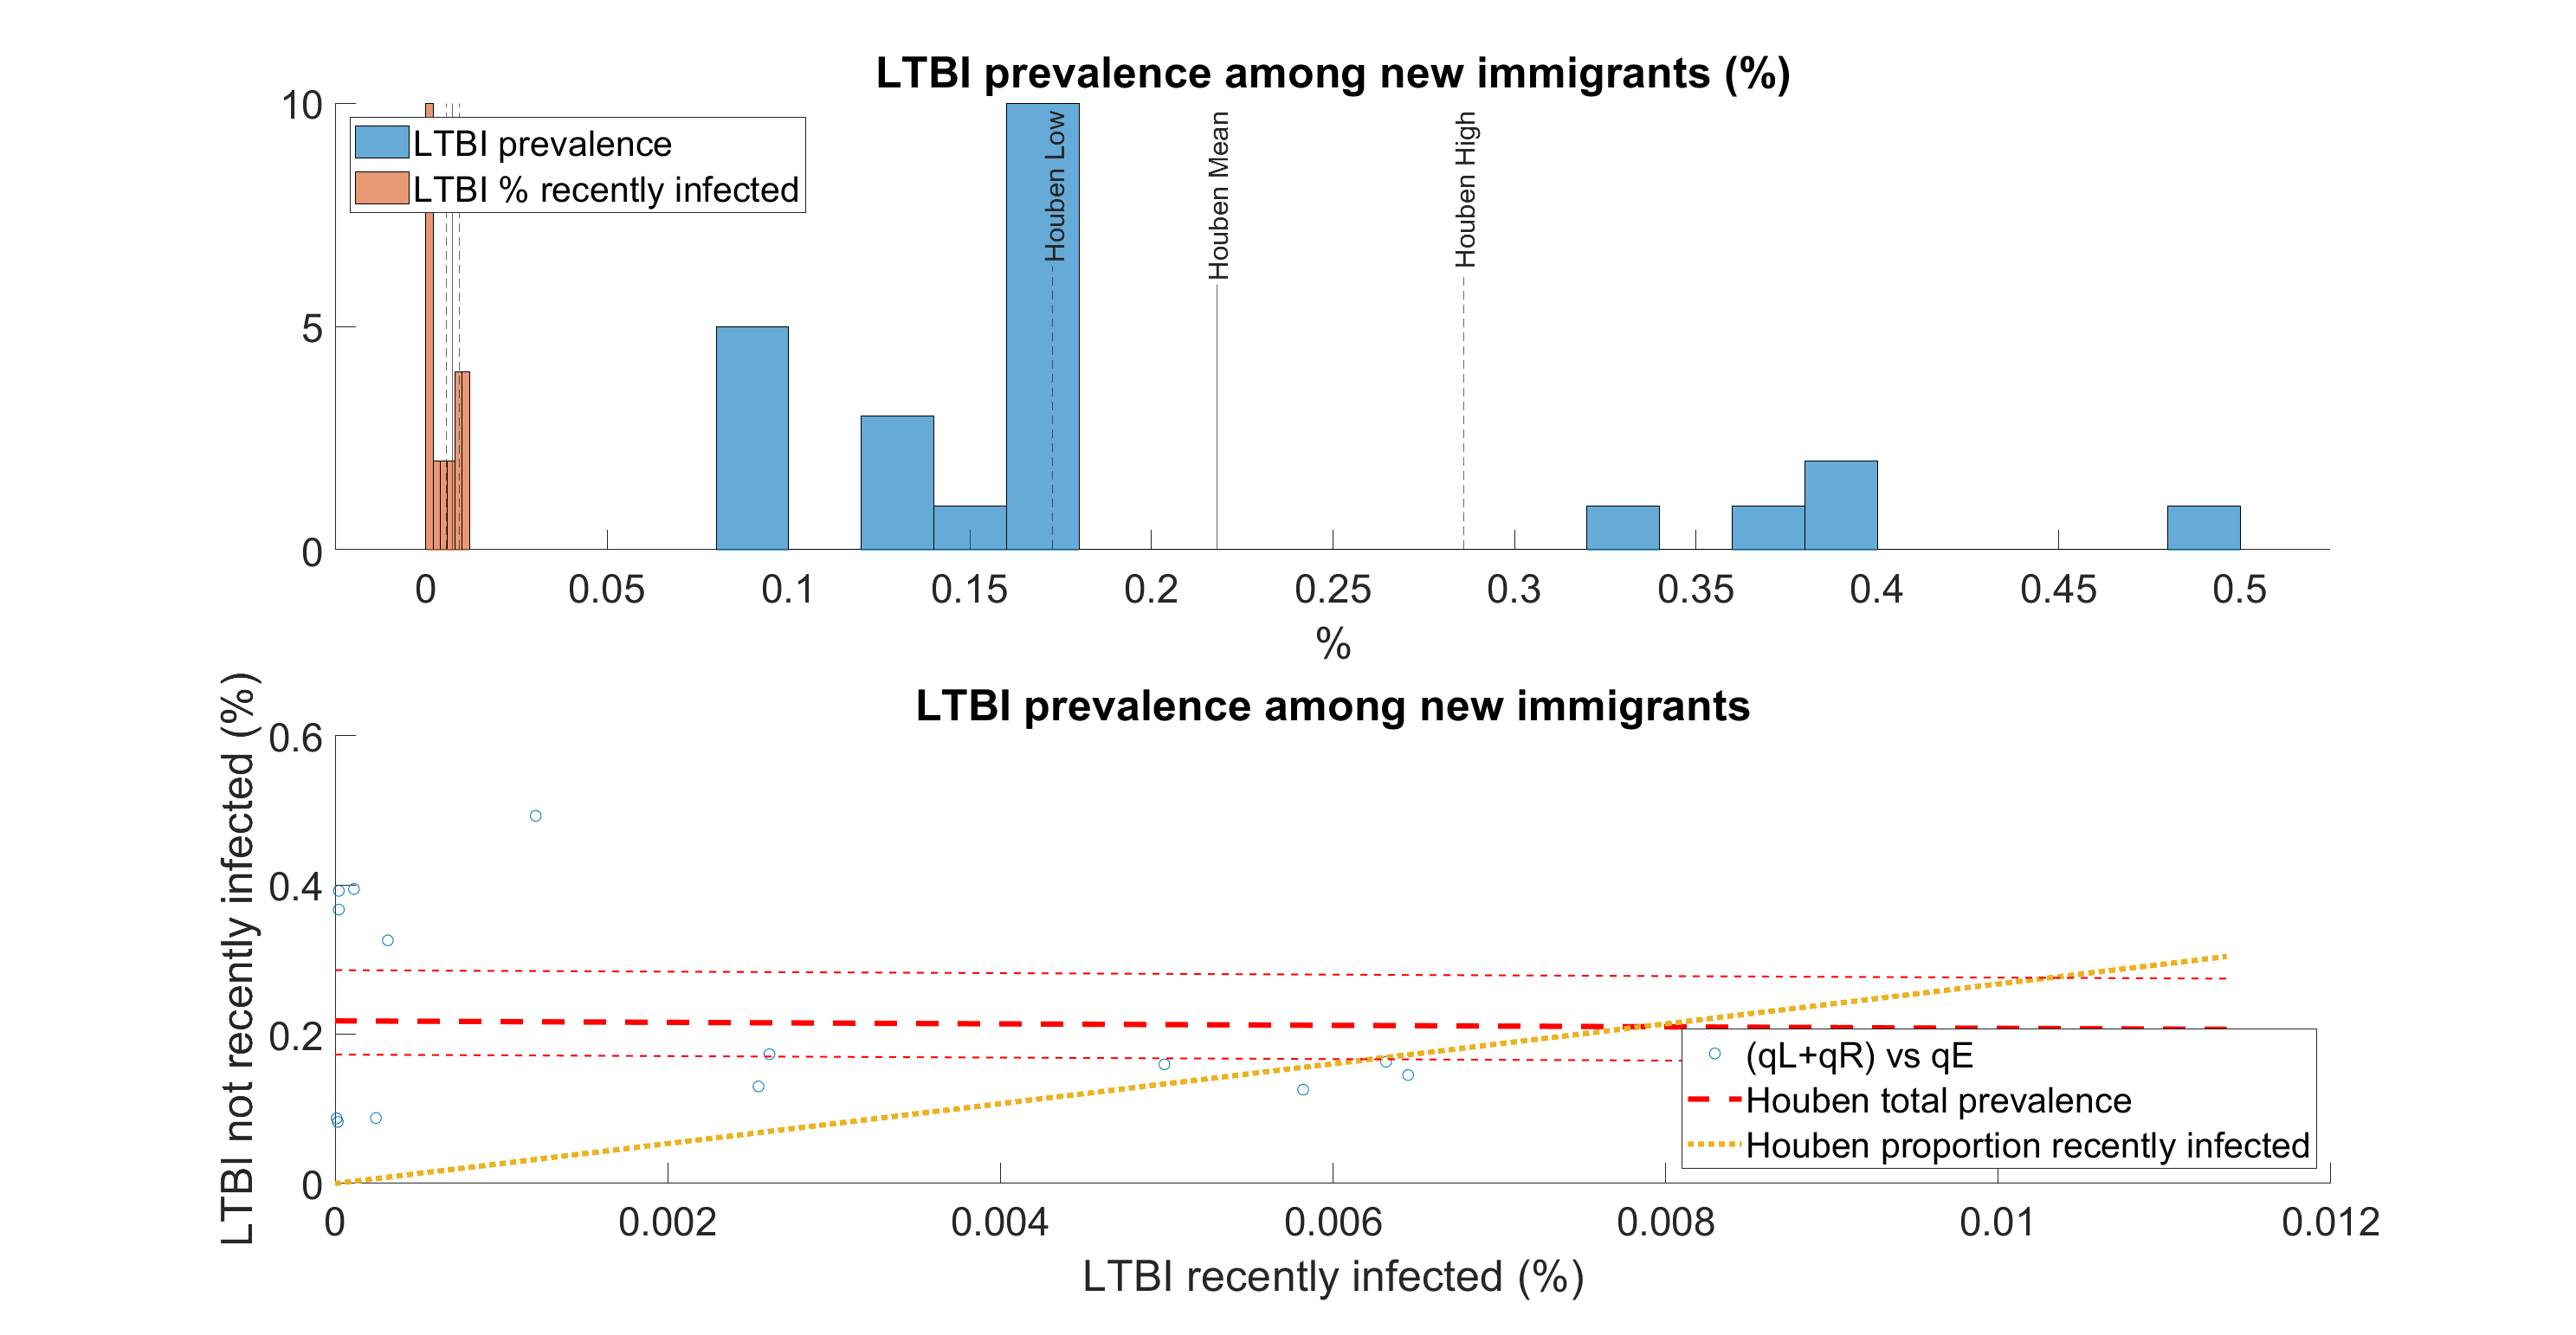 LTBI prevalence among new immigrants (%)
10
5
0
LTBI prevalence
LTBI % recently infected
Houben Low
Houben Mean
Houben High
0 0.05 0.1 0.15 0.2 0.25 0.3 0.35 0.4 0.45 0.5
%
LTBI prevalence among new immigrants
LTBI not recently infected (%)
0.6
0.4
0.2
0
(qL+qR) vs qE
Houben total prevalence
Houben proportion recently infected
0 0.002 0.004 0.006 0.008 0.01 0.012
LTBI recently infected (%)